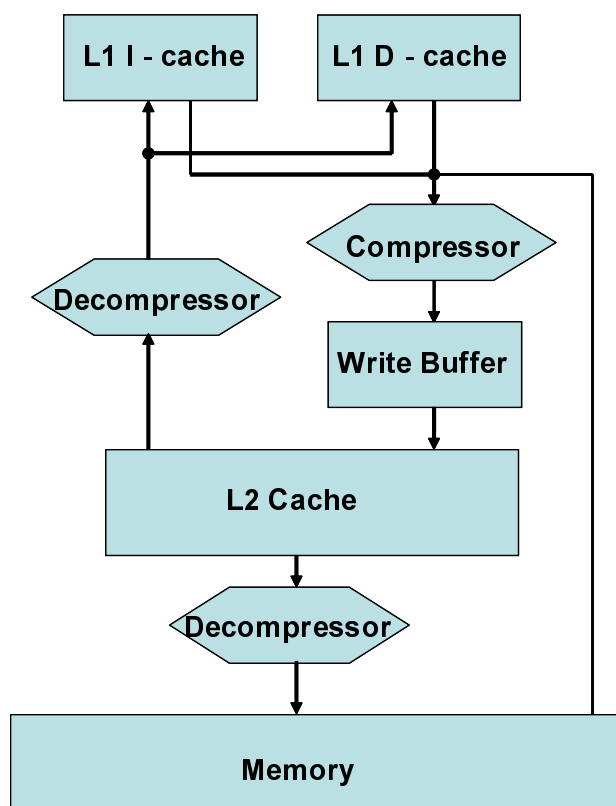 L1 I - cache
L1 D - cache
Compressor
Decompressor
Write Buffer
L2 Cache
Decompressor
Memory